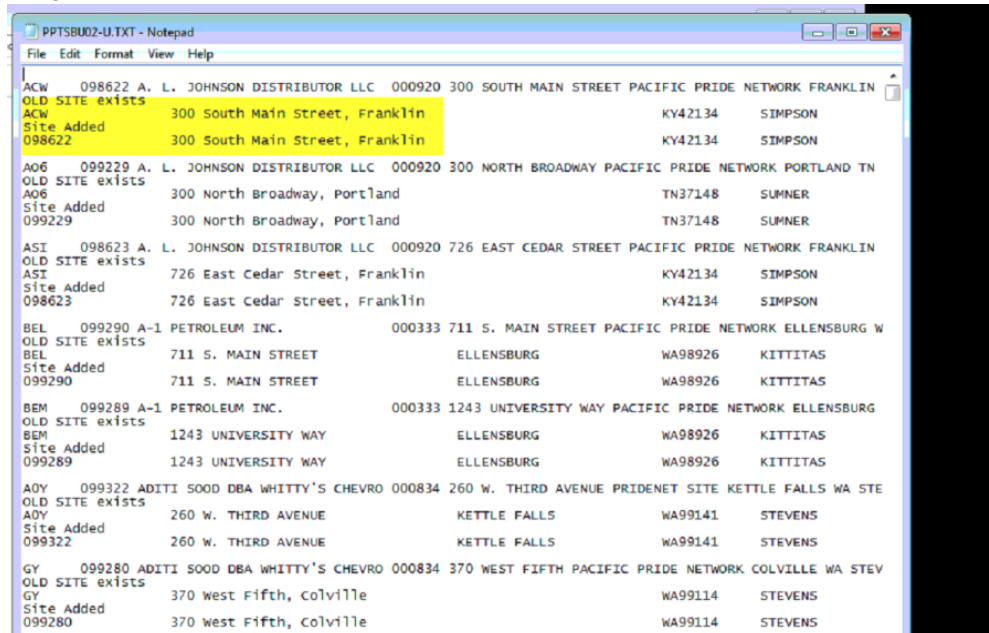 PPTSBU02-U.TXT - Notepad
File Edit Format View Help
ACW 098622 A. L. JOHNSON DISTRIBUTOR LLC 000920 300 SOUTH MAIN STREET PACIFIC PRIDE NETWORK FRANKLIN
OLD SITE exists
ACW 300 South Main Street, Franklin KY42134 SIMPSON
Site Added
098622 300 South Main Street, Franklin KY42134 SIMPSON
AO6 099229 A. L. JOHNSON DISTRIBUTOR LLC 000920 300 NORTH BROADWAY PACIFIC PRIDE NETWORK PORTLAND TN
OLD SITE exists
AO6 300 North Broadway, Portland TN37148 SUMNER
Site Added
099229 300 North Broadway, Portland TN37148 SUMNER
ASI 098623 A. L. JOHNSON DISTRIBUTOR LLC 000920 726 EAST CEDAR STREET PACIFIC PRIDE NETWORK FRANKLIN
OLD SITE exists
ASI 726 East Cedar Street, Franklin KY42134 SIMPSON
Site Added
098623 726 East Cedar Street, Franklin KY42134 SIMPSON
BEL 099290 A-1 PETROLEUM INC. 000333 711 S. MAIN STREET PACIFIC PRIDE NETWORK ELLENSBURG W
OLD SITE exists
BEL 711 S. MAIN STREET ELLENSBURG WA98926 KITTITAS
Site Added
099290 711 S. MAIN STREET ELLENSBURG WA98926 KITTITAS
BEM 099289 A-1 PETROLEUM INC. 000333 1243 UNIVERSITY WAY PACIFIC PRIDE NETWORK ELLENSBURG
OLD SITE exists
BEM 1243 UNIVERSITY WAY ELLENSBURG WA98926 KITTITAS
Site Added
099289 1243 UNIVERSITY WAY ELLENSBURG WA98926 KITTITAS
AOY 099322 ADITI SOOD DBA WHITTY'S CHEVRO 000834 260 W. THIRD AVENUE PRIDENET SITE KETTLE FALLS WA STE
OLD SITE exists
AOY 260 W. THIRD AVENUE KETTLE FALLS WA99141 STEVENS
Site Added
099322 260 W. THIRD AVENUE KETTLE FALLS WA99141 STEVENS
GY 099280 ADITI SOOD DBA WHITTY'S CHEVRO 000834 370 WEST FIFTH PACIFIC PRIDE NETWORK COLVILLE WA STEV
OLD SITE exists
GY 370 West Fifth, Colville WA99114 STEVENS
Site Added
099280 370 West Fifth, Colville WA99114 STEVENS